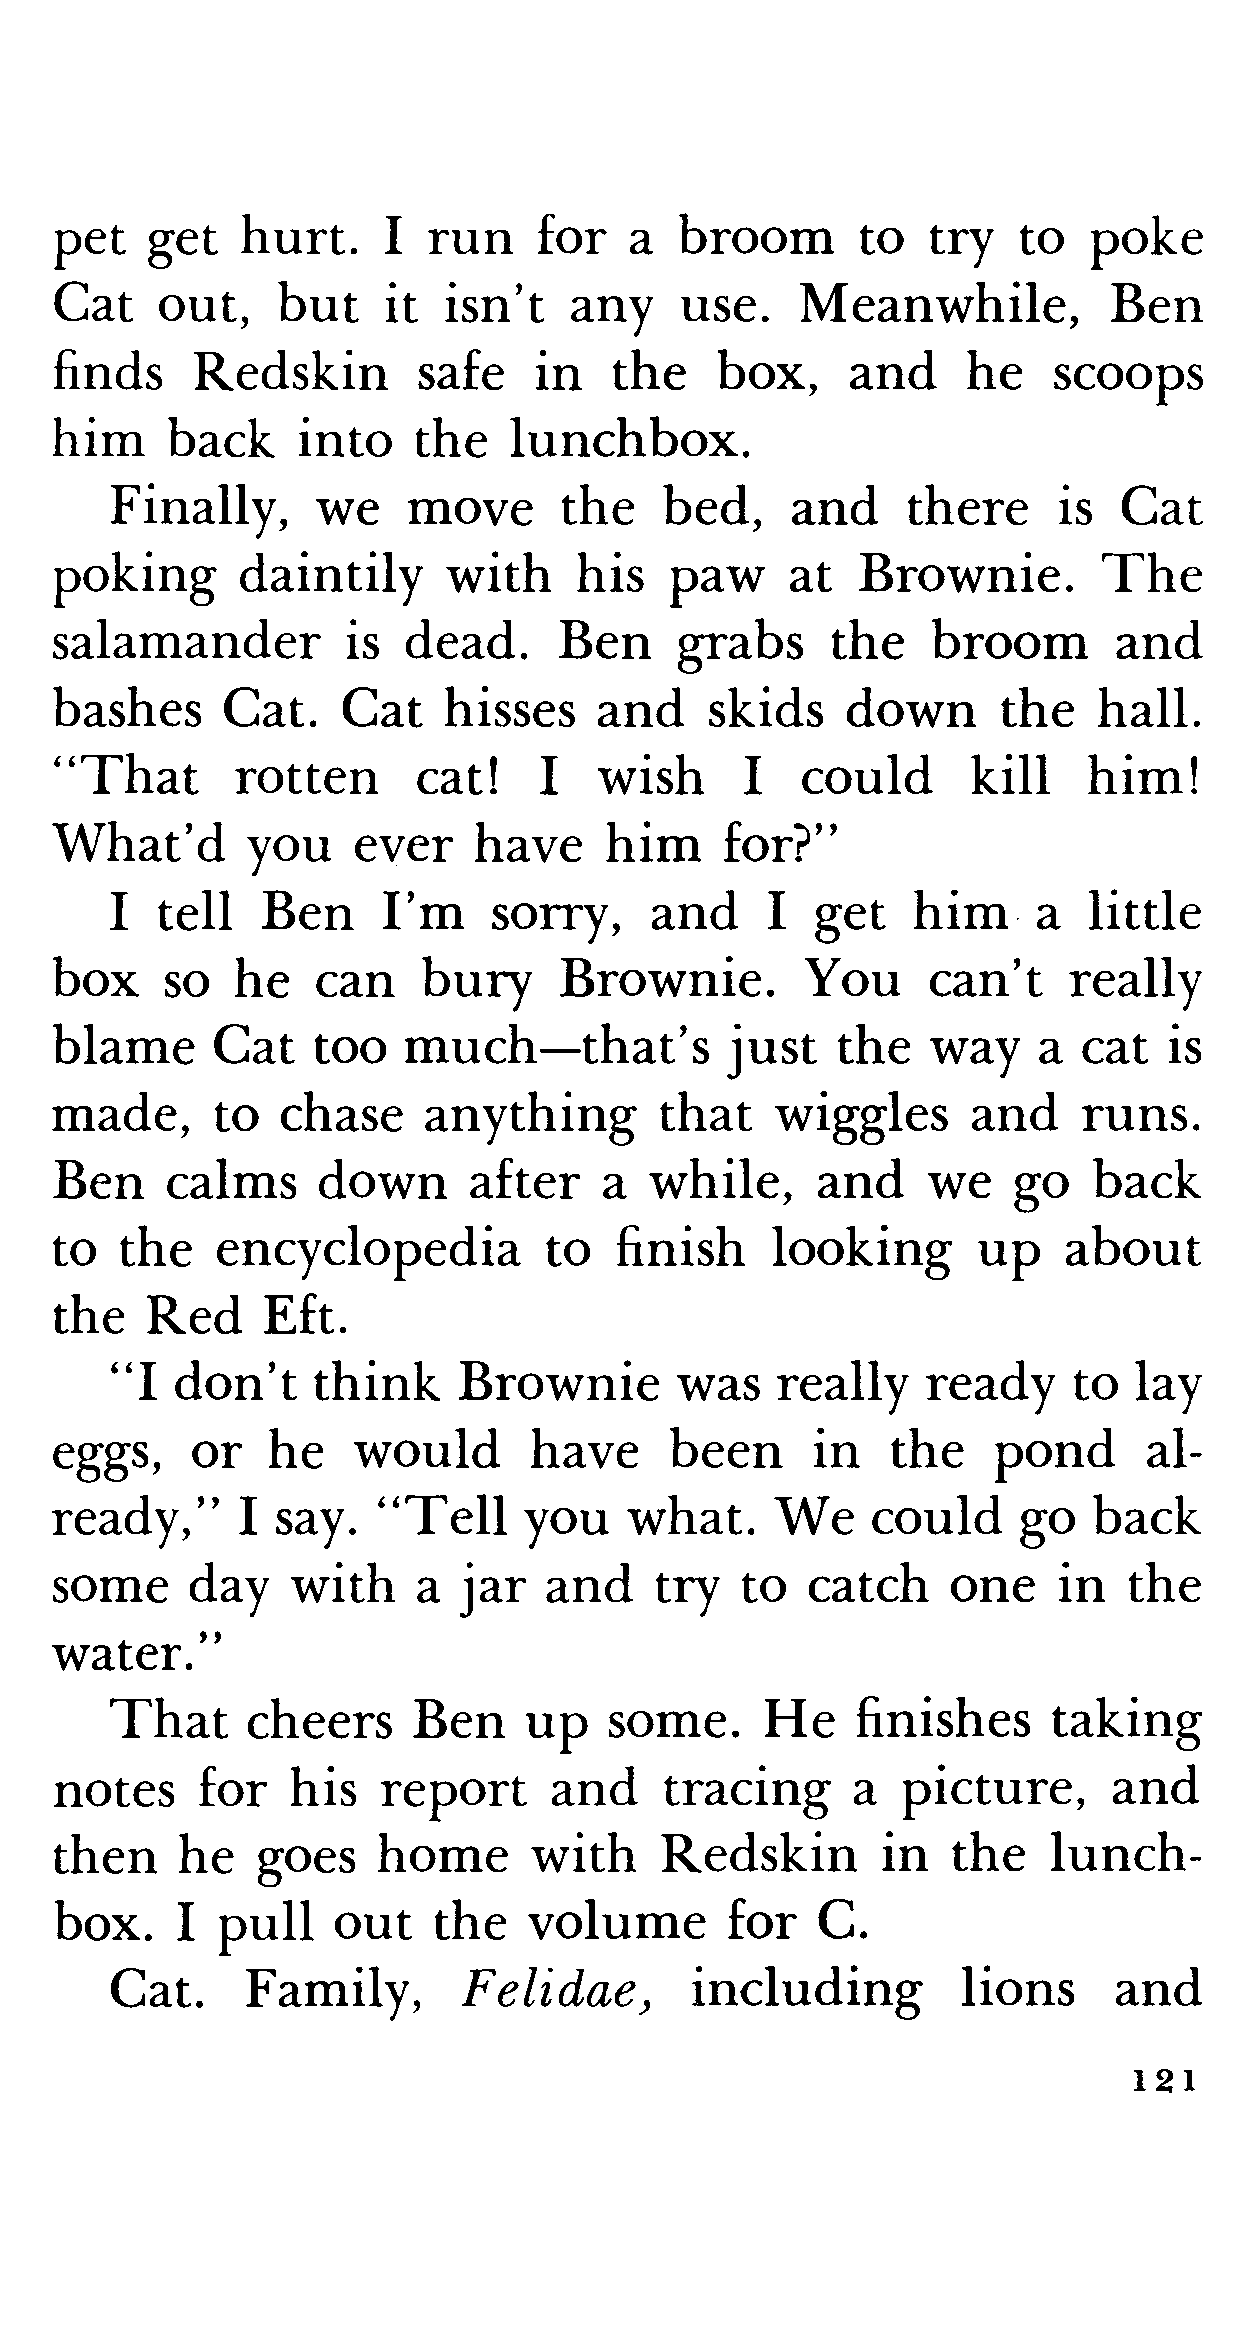 pet get hurt. I run for a broom to try to poke
Cat out, but it isn't any use. Meanwhile, Ben
finds Redskin safe in the box, and he scoops
him back into the lunchbox.
Finally, we move the bed, and there is Cat
poking daintily with his paw at Brownie. The
salamander is dead. Ben grabs the broom and
bashes Cat. Cat hisses and skids down the hall.
“That rotten cat! I wish I could kill him!
What'd you ever have him for?”
I tell Ben I'm sorry, and I get him a little
box so he can bury Brownie. You can't really
blame Cat too much—that's just the way a cat is
made, to chase anything that wiggles and runs.
Ben calms down after a while, and we go back
to the encyclopedia to finish looking up about
the Red Eft.
“I don't think Brownie was really ready to lay
eggs, or he would have been in the pond al-
ready,” I say. “Tell you what. We could go back
some day with a jar and try to catch one in the
water.”
That cheers Ben up some. He finishes taking
notes for his report and tracing a picture, and
then he goes home with Redskin in the lunch-
box. I pull out the volume for C.
Cat. Family, Felidae, including lions and
121